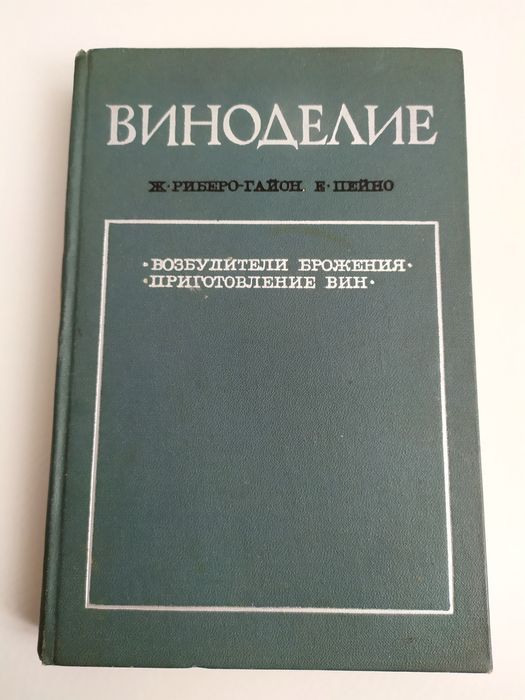 ВИНОДЕЛИЕ
Ж·РИБЕРО-ГАЙОН, Е·ПЕЙНО
·ВОЗБУДИТЕЛИ БРОЖЕНИЯ·
·ПРИГОТОВЛЕНИЕ ВИН·